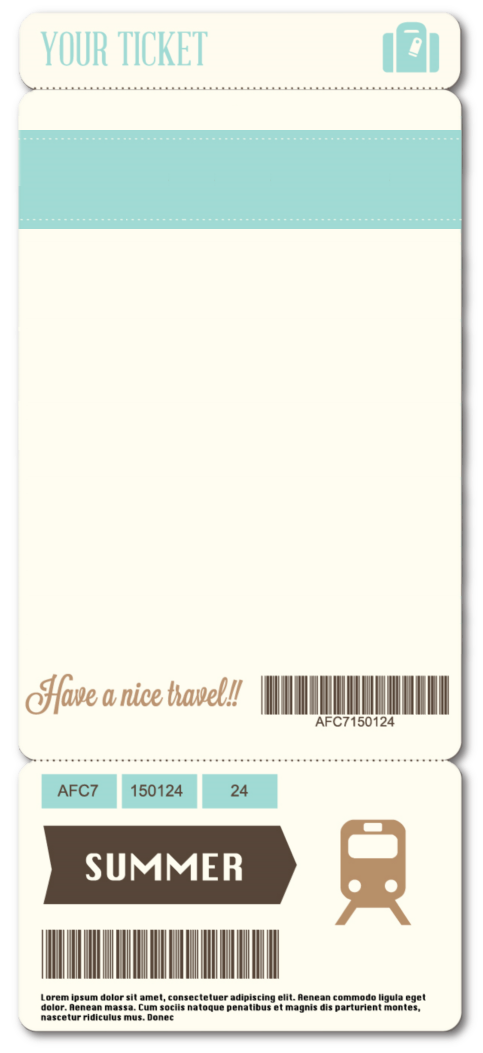 YOUR TICKET
Have a nice travel!!
AFC7150124
AFC7 150124 24
SUMMER
Lorem ipsum dolor sit amet, consectetuer adipiscing elit. Aenean commodo ligula eget
dolor. Aenean massa. Cum sociis natoque penatibus et magnis dis parturient montes,
nascetur ridiculus mus. Donec